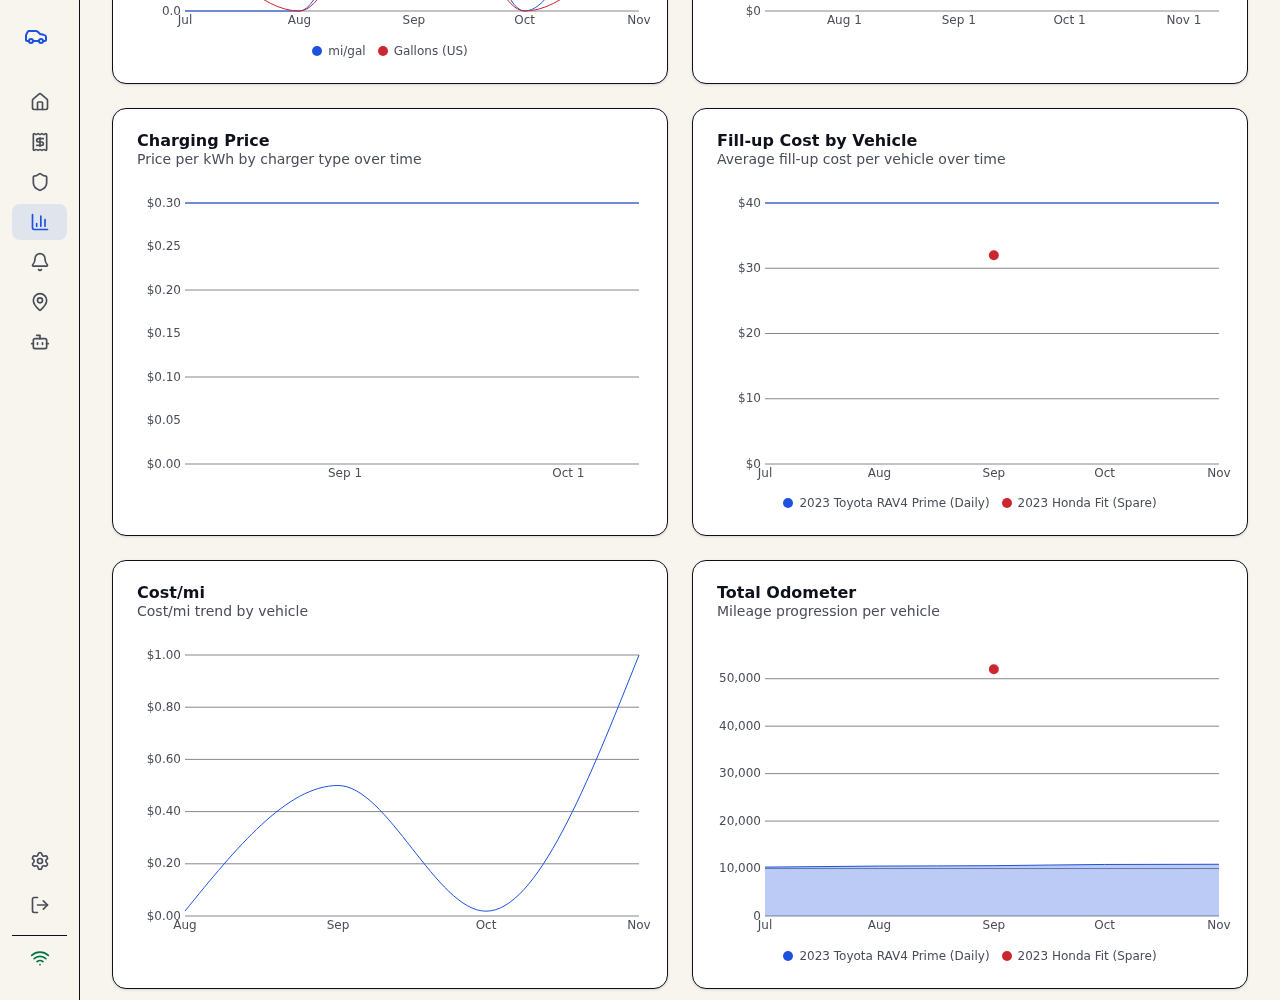 0.0
Jul Aug Sep Oct Nov
mi/gal Gallons (US)
$0
Aug 1 Sep 1 Oct 1 Nov 1
Charging Price
Price per kWh by charger type over time
$0.30
$0.25
$0.20
$0.15
$0.10
$0.05
$0.00
Sep 1 Oct 1
Fill-up Cost by Vehicle
Average fill-up cost per vehicle over time
$40
$30
$20
$10
$0
Jul Aug Sep Oct Nov
2023 Toyota RAV4 Prime (Daily) 2023 Honda Fit (Spare)
Cost/mi
Cost/mi trend by vehicle
$1.00
$0.80
$0.60
$0.40
$0.20
$0.00
Aug Sep Oct Nov
Total Odometer
Mileage progression per vehicle
50,000
40,000
30,000
20,000
10,000
0
Jul Aug Sep Oct Nov
2023 Toyota RAV4 Prime (Daily) 2023 Honda Fit (Spare)